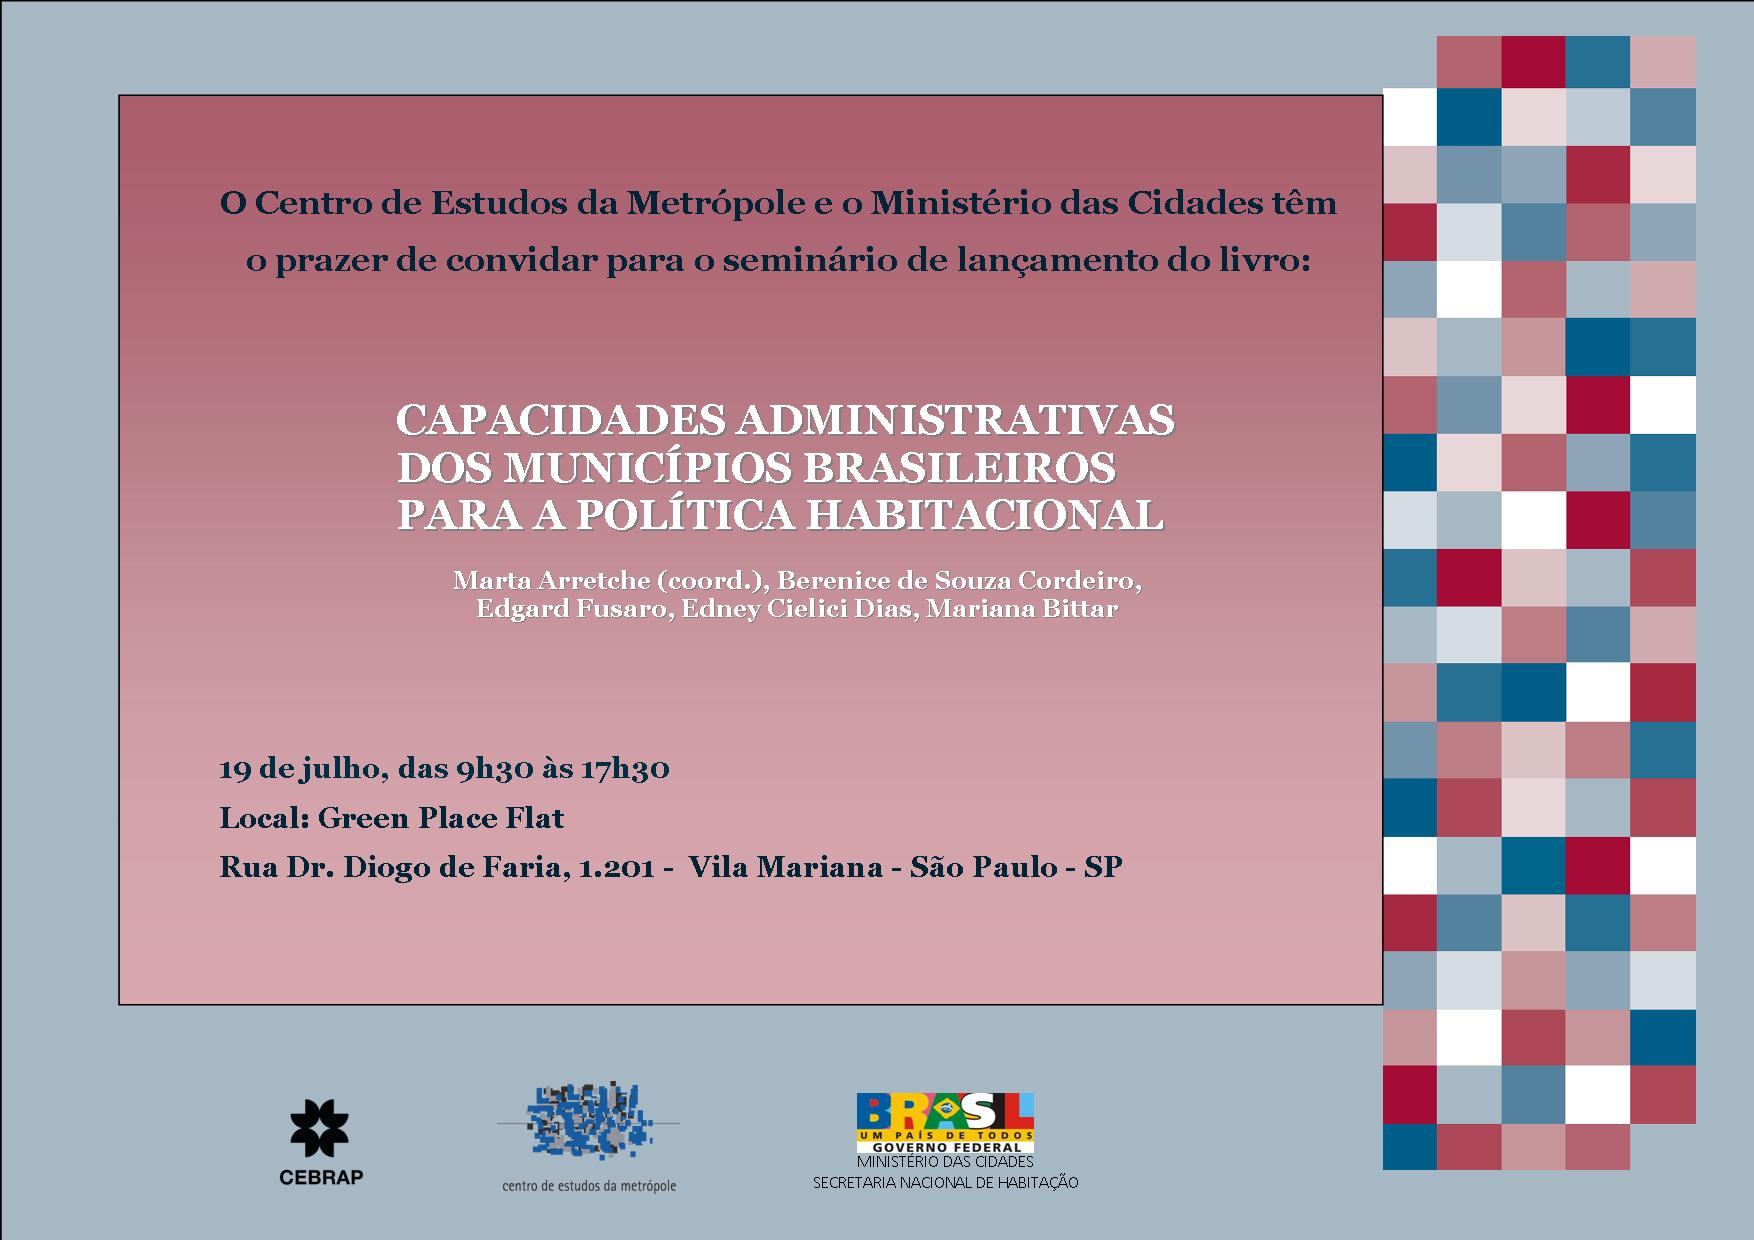 O Centro de Estudos da Metrópole e o Ministério das Cidades têm
o prazer de convidar para o seminário de lançamento do livro:
CAPACIDADES ADMINISTRATIVAS
DOS MUNICÍPIOS BRASILEIROS
PARA A POLÍTICA HABITACIONAL
Marta Arretche (coord.), Berenice de Souza Cordeiro,
Edgard Fusaro, Edney Cielici Dias, Mariana Bittar
19 de julho, das 9h30 às 17h30
Local: Green Place Flat
Rua Dr. Diogo de Faria, 1.201 - Vila Mariana - São Paulo - SP
CEBRAP
centro de estudos da metrópole
BRASIL
UM PAÍS DE TODOS
GOVERNO FEDERAL
MINISTÉRIO DAS CIDADES
SECRETARIA NACIONAL DE HABITAÇÃO